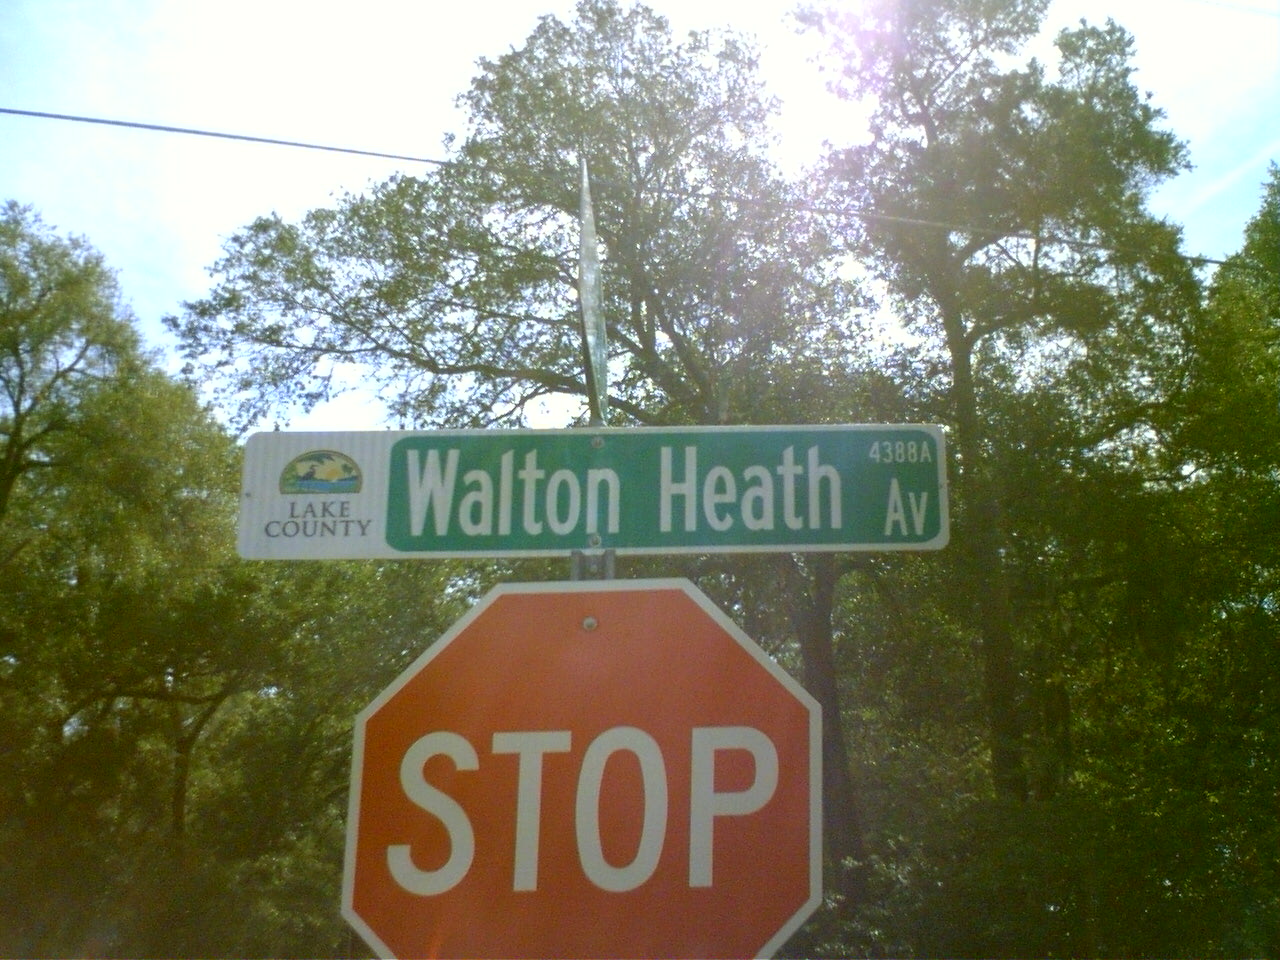 LAKE
COUNTY
Walton Heath Av
4388A
STOP